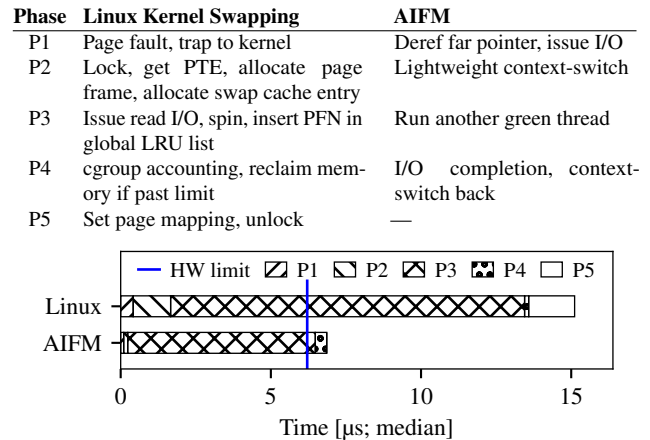 Phase Linux Kernel Swapping AIFM
P1 Page fault, trap to kernel Deref far pointer, issue I/O
P2 Lock, get PTE, allocate page Lightweight context-switch
frame, allocate swap cache entry
P3 Issue read I/O, spin, insert PFN in Run another green thread
global LRU list
P4 cgroup accounting, reclaim mem- I/O completion, context-
ory if past limit switch back
P5 Set page mapping, unlock —
HW limit P1 P2 P3 P4 P5
Linux
AIFM
0 5 10 15
Time [µs; median]